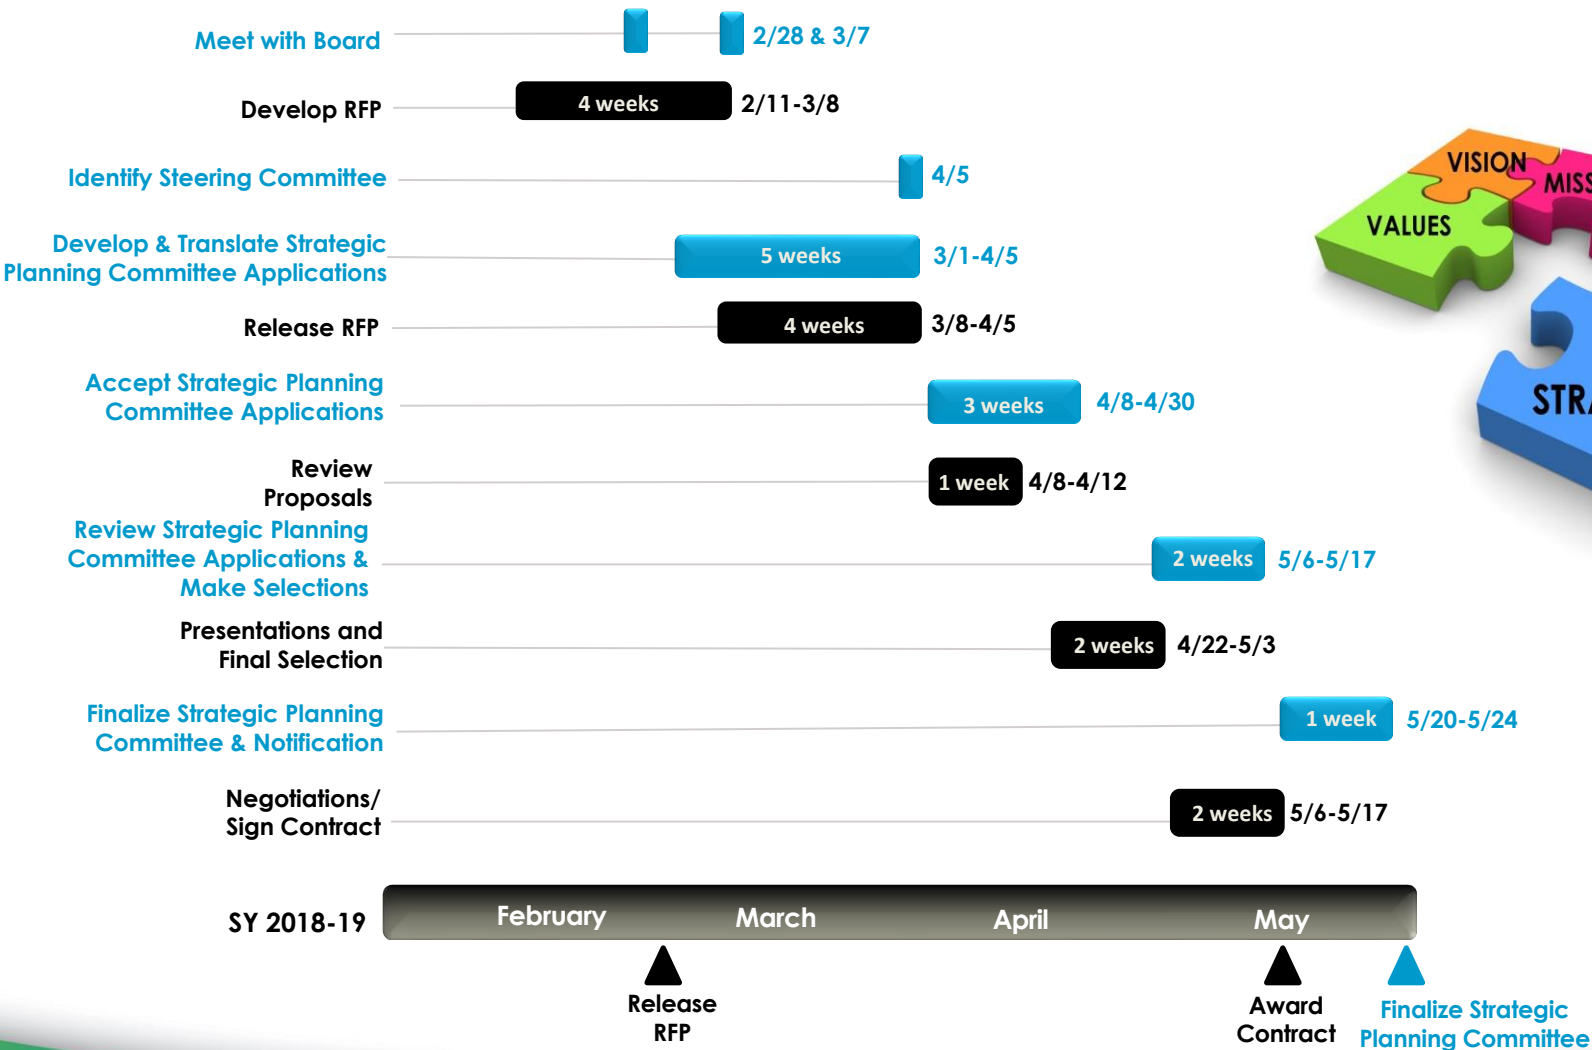 Meet with Board
2/28 & 3/7
Develop RFP
4 weeks
2/11-3/8
Identify Steering Committee
4/5
Develop & Translate Strategic
Planning Committee Applications
5 weeks
3/1-4/5
Release RFP
4 weeks
3/8-4/5
Accept Strategic Planning
Committee Applications
3 weeks
4/8-4/30
Review
Proposals
1 week
4/8-4/12
Review Strategic Planning
Committee Applications &
Make Selections
2 weeks
5/6-5/17
Presentations and
Final Selection
2 weeks
4/22-5/3
Finalize Strategic Planning
Committee & Notification
1 week
5/20-5/24
Negotiations/
Sign Contract
2 weeks
5/6-5/17
SY 2018-19
February
March
April
May
Release
RFP
Award
Contract
Finalize Strategic
Planning Committee
VISION
VALUES